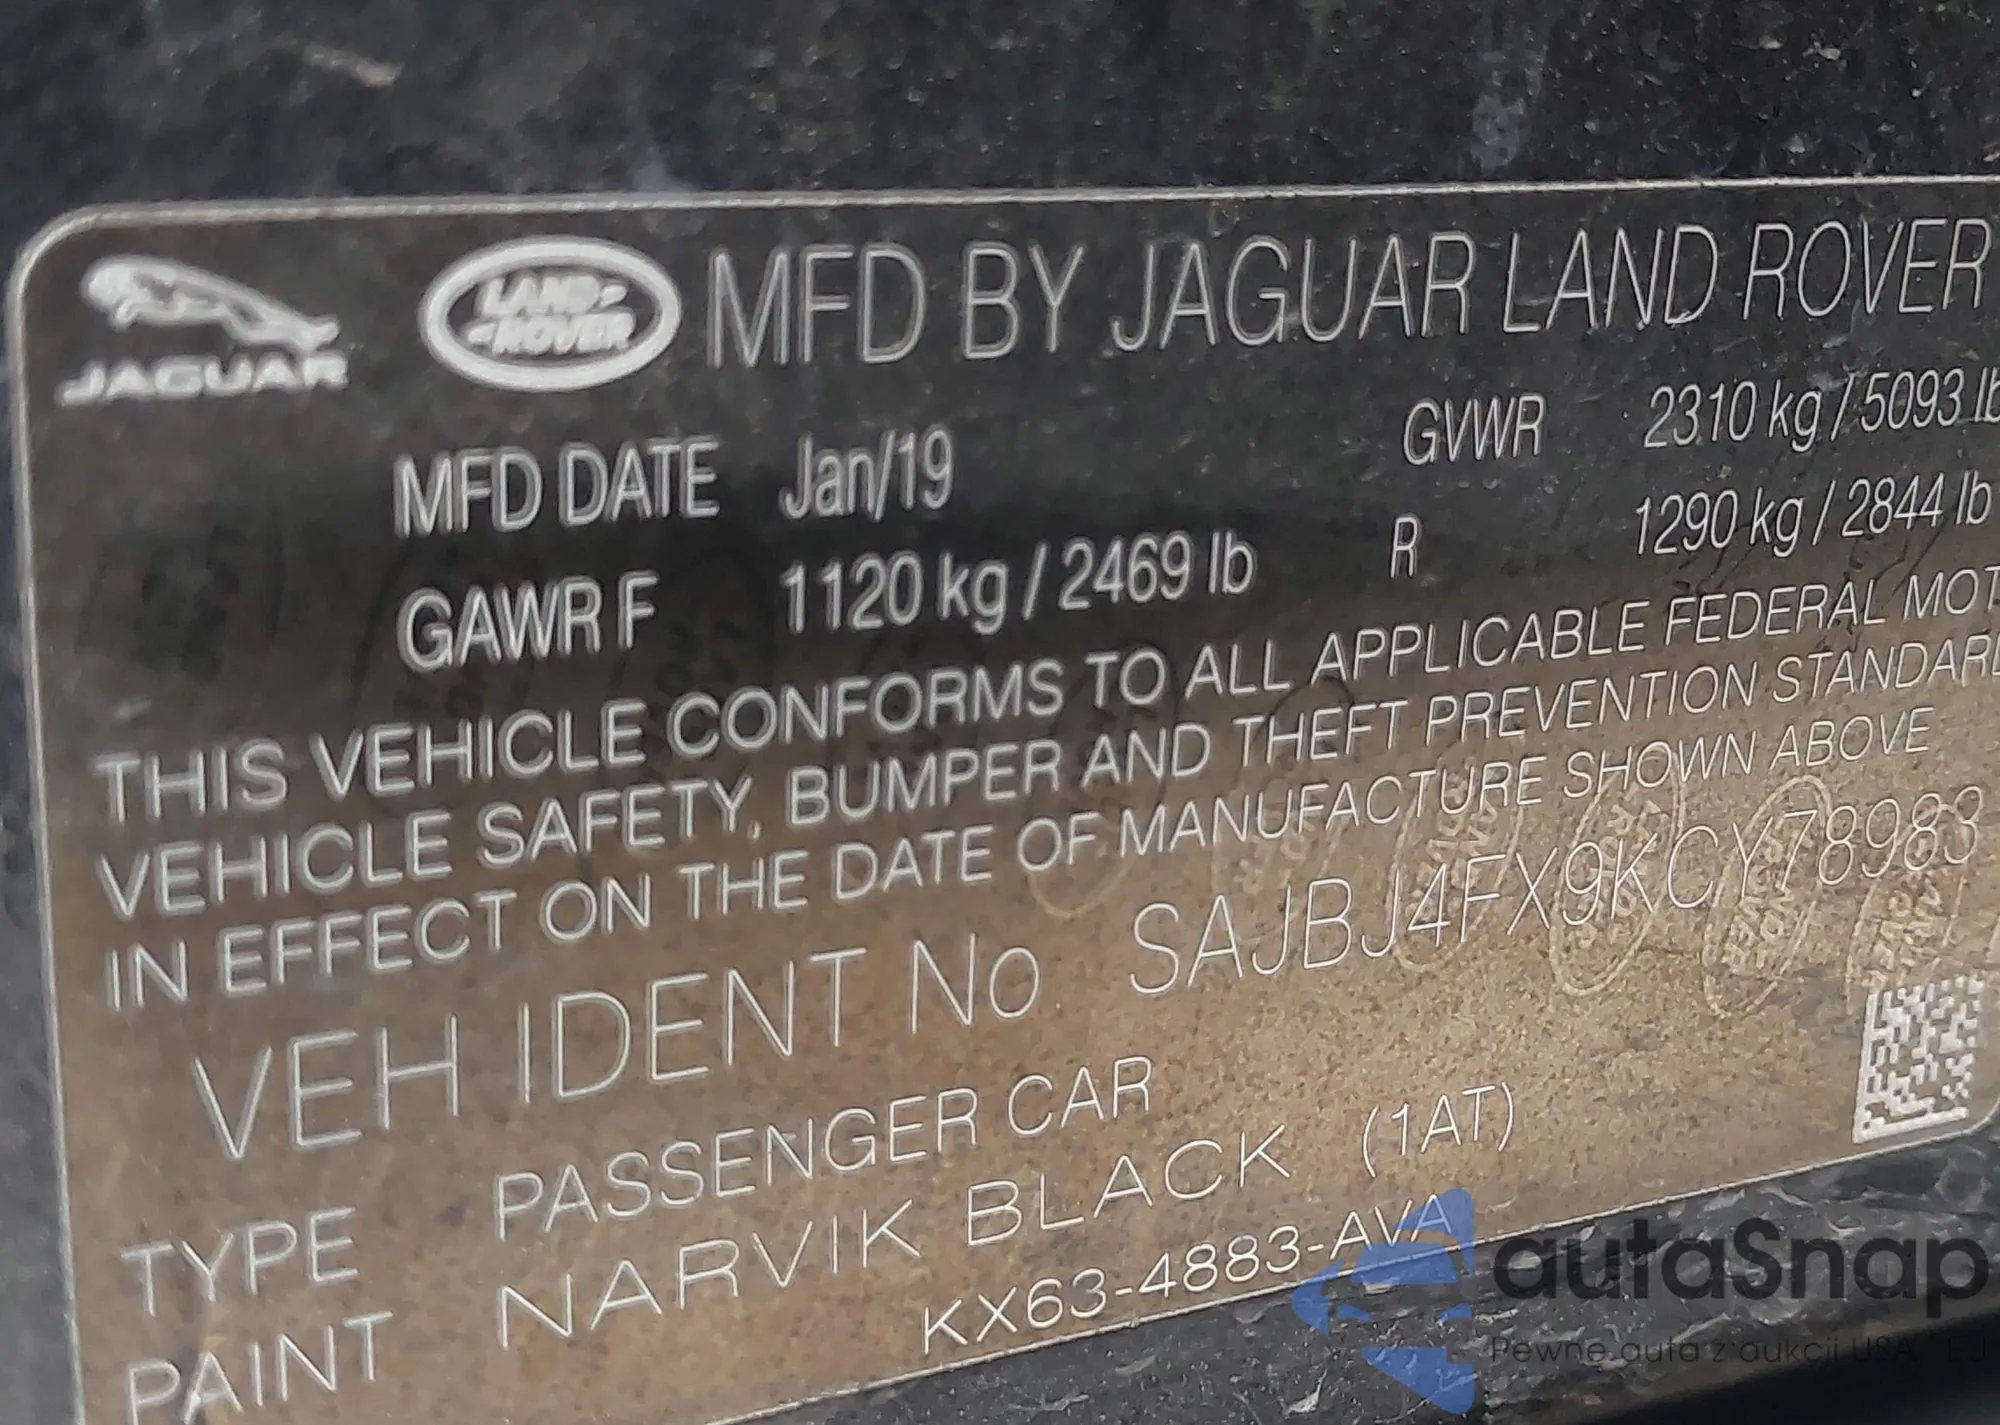 JAGUAR LAND- -ROVER MFD BY JAGUAR LAND ROVER
MFD DATE Jan/19 GVWR 2310 kg / 5093 lb
GAWR F 1120 kg / 2469 lb R 1290 kg / 2844 lb
THIS VEHICLE CONFORMS TO ALL APPLICABLE FEDERAL MOT
VEHICLE SAFETY, BUMPER AND THEFT PREVENTION STANDARD
IN EFFECT ON THE DATE OF MANUFACTURE SHOWN ABOVE
VEH IDENT No SAJBJ4FX9KCY78983
TYPE PASSENGER CAR
PAINT NARVIK BLACK (1AT)
KX63-4883-AVA
autaSnap
Pewne auta z aukcji USA